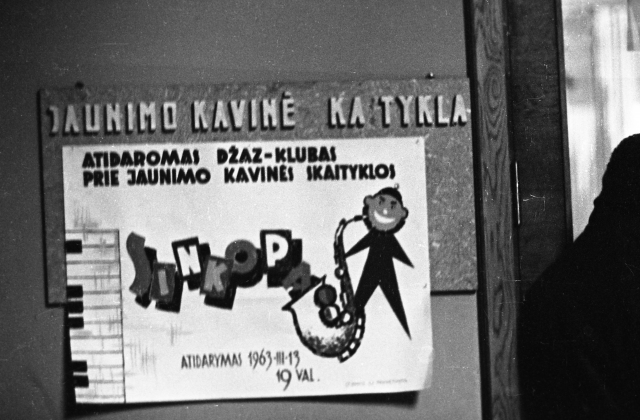 JAUNIMO KAVINĖ KA TYKLA
ATIDAROMAS DŽAZ-KLUBAS
PRIE JAUNIMO KAVINĖS SKAITYKLOS
SINKOPA
ATIDARYMAS 1963-III-13
19 VAL.